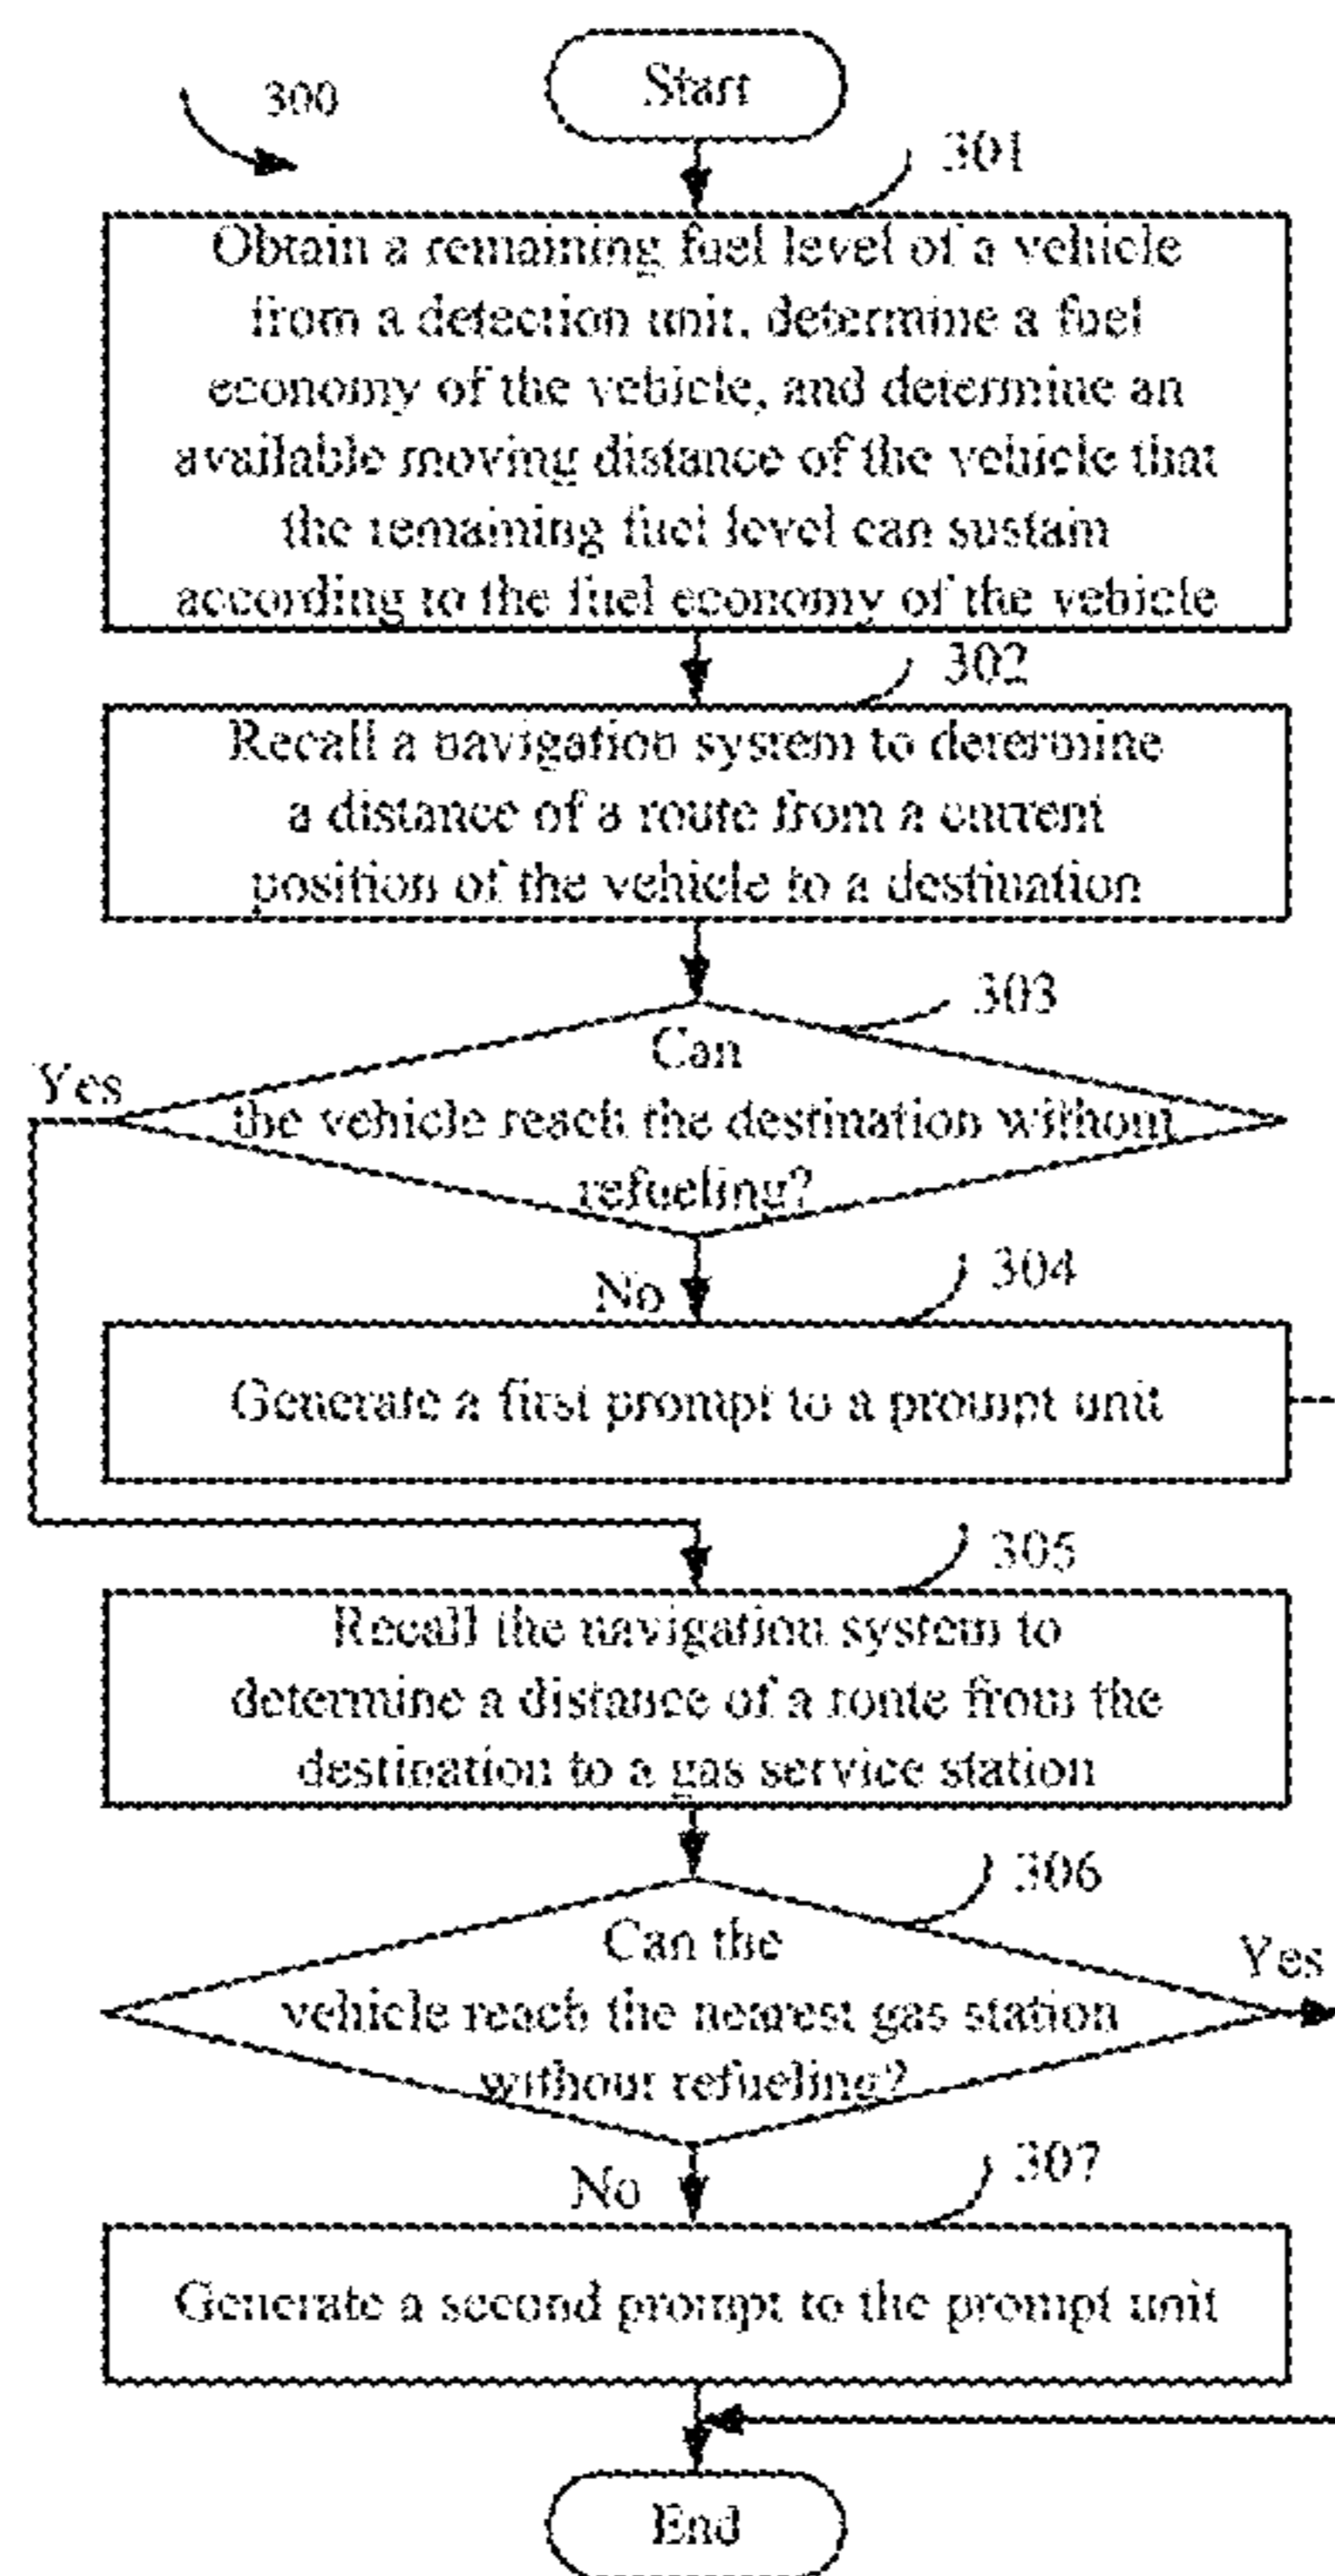 Start
300
301
Obtain a remaining fuel level of a vehicle
from a detection unit, determine a fuel
economy of the vehicle, and determine an
available moving distance of the vehicle that
the remaining fuel level can sustain
according to the fuel economy of the vehicle
302
Recall a navigation system to determine
a distance of a route from a current
position of the vehicle to a destination
303
Can
the vehicle reach the destination without
refueling?
Yes
No
304
Generate a first prompt to a prompt unit
305
Recall the navigation system to
determine a distance of a route from the
destination to a gas service station
306
Can the
vehicle reach the nearest gas station
without refueling?
Yes
No
307
Generate a second prompt to the prompt unit
End